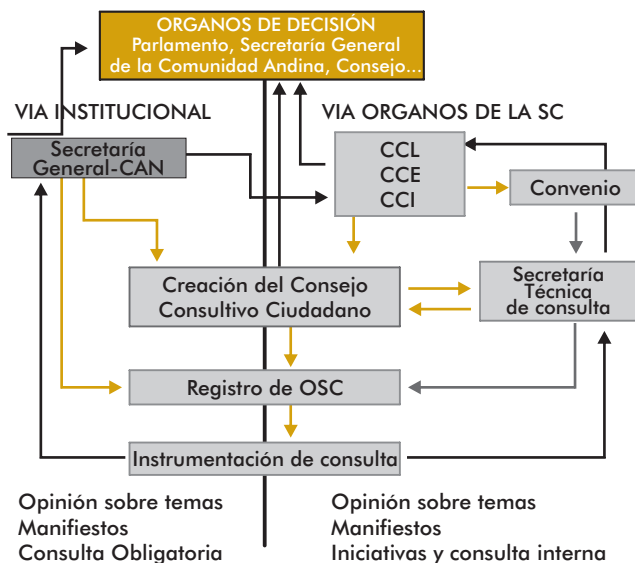 ORGANOS DE DECISIÓN
Parlamento, Secretaría General
de la Comunidad Andina, Consejo...
VIA INSTITUCIONAL
VIA ORGANOS DE LA SC
Secretaría
General-CAN
CCL
CCE
CCI
Convenio
Creación del Consejo
Consultivo Ciudadano
Secretaría
Técnica
de consulta
Registro de OSC
Instrumentación de consulta
Opinión sobre temas
Manifiestos
Consulta Obligatoria
Opinión sobre temas
Manifiestos
Iniciativas y consulta interna